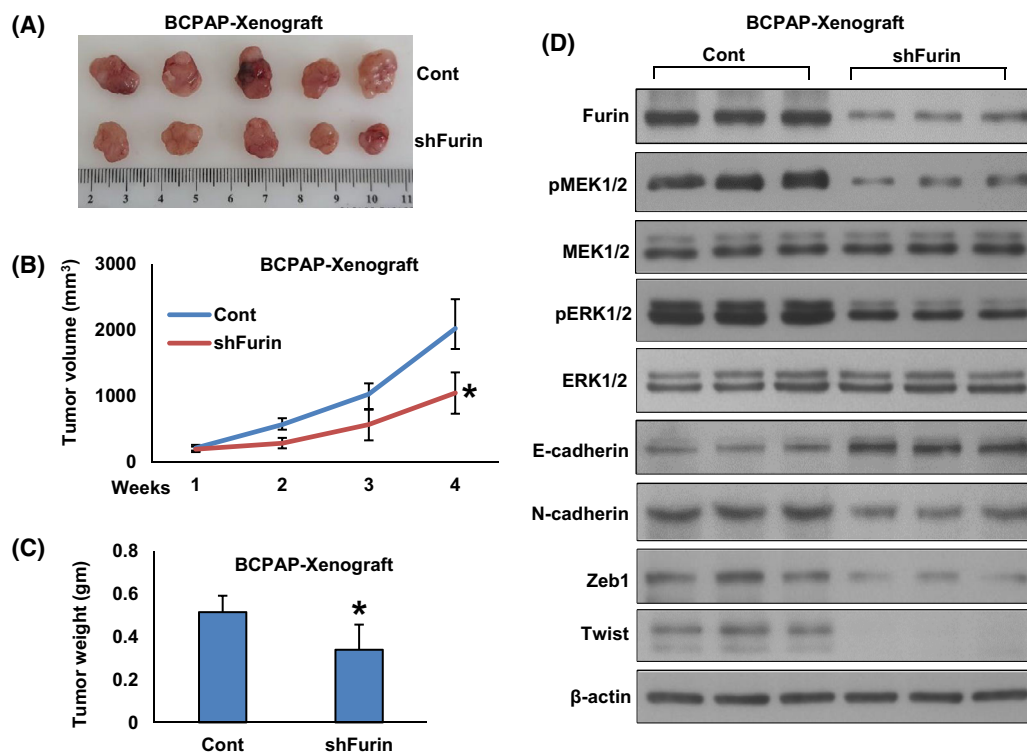 (A)
BCPAP-Xenograft
Cont
shFurin
2 3 4 5 6 7 8 9 10 11
(B)
BCPAP-Xenograft
Tumor volume (mm³)
3000
2000
1000
0
Cont
shFurin
*
Weeks 1 2 3 4
(C)
BCPAP-Xenograft
Tumor weight (gm)
0.8
0.6
0.4
0.2
0
*
Cont shFurin
(D)
BCPAP-Xenograft
Cont shFurin
Furin
pMEK1/2
MEK1/2
pERK1/2
ERK1/2
E-cadherin
N-cadherin
Zeb1
Twist
β-actin